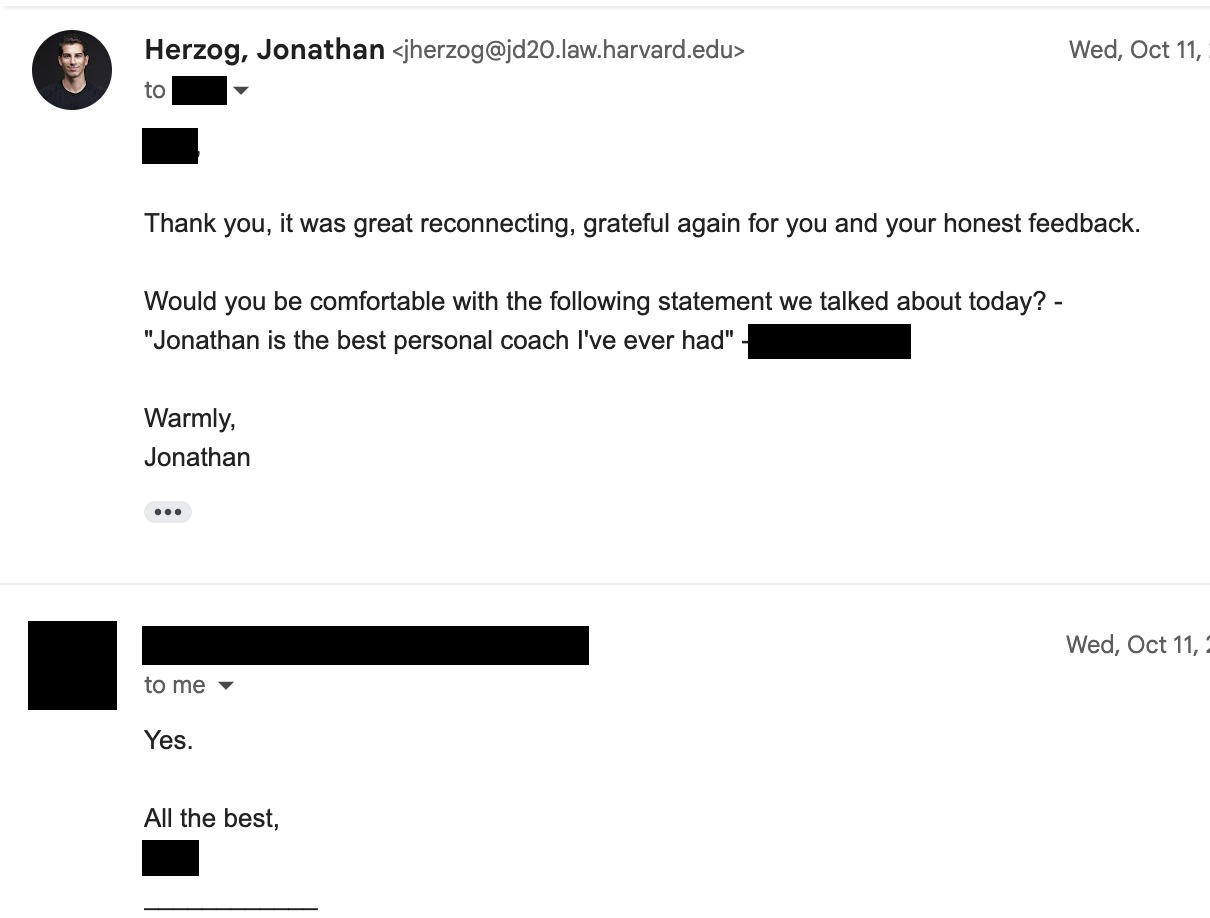 Herzog, Jonathan <jherzog@jd20.law.harvard.edu>
Wed, Oct 11,
to
,
Thank you, it was great reconnecting, grateful again for you and your honest feedback.
Would you be comfortable with the following statement we talked about today? -
"Jonathan is the best personal coach I've ever had" -
Warmly,
Jonathan
Wed, Oct 11, 2
to me
Yes.
All the best,